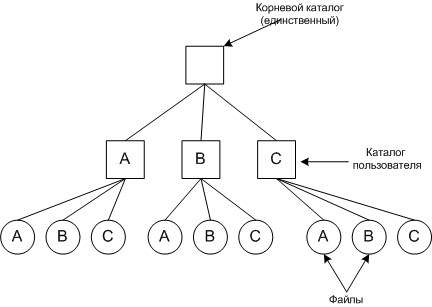 Корневой каталог
(единственный)
A B C
Каталог
пользователя
A B C A B C A B C
Файлы